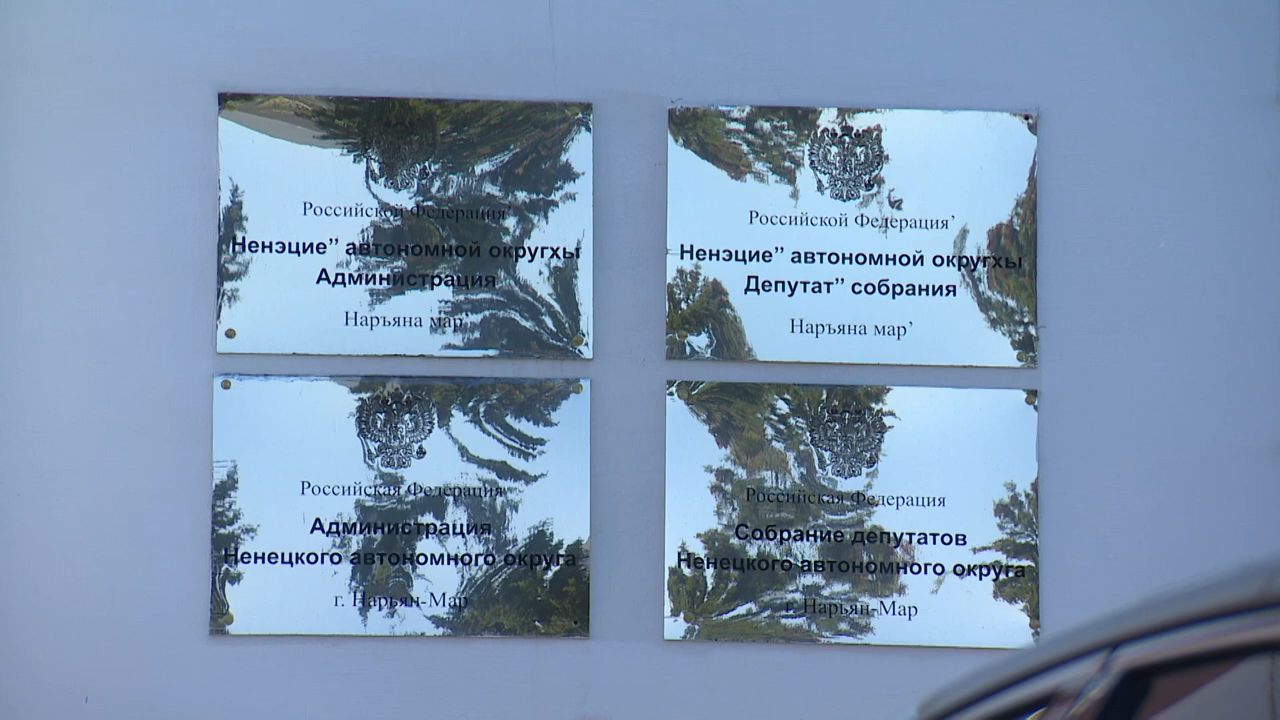 Российской Федерация’
Ненэцие” автономной округхы
Администрация
Наръяна мар’
Российской Федерация’
Ненэцие” автономной округхы
Депутат” собрания
Наръяна мар’
Российская Федерация
Администрация
Ненецкого автономного округа
г. Нарьян-Мар
Российская Федерация
Собрание депутатов
Ненецкого автономного округа
г. Нарьян-Мар